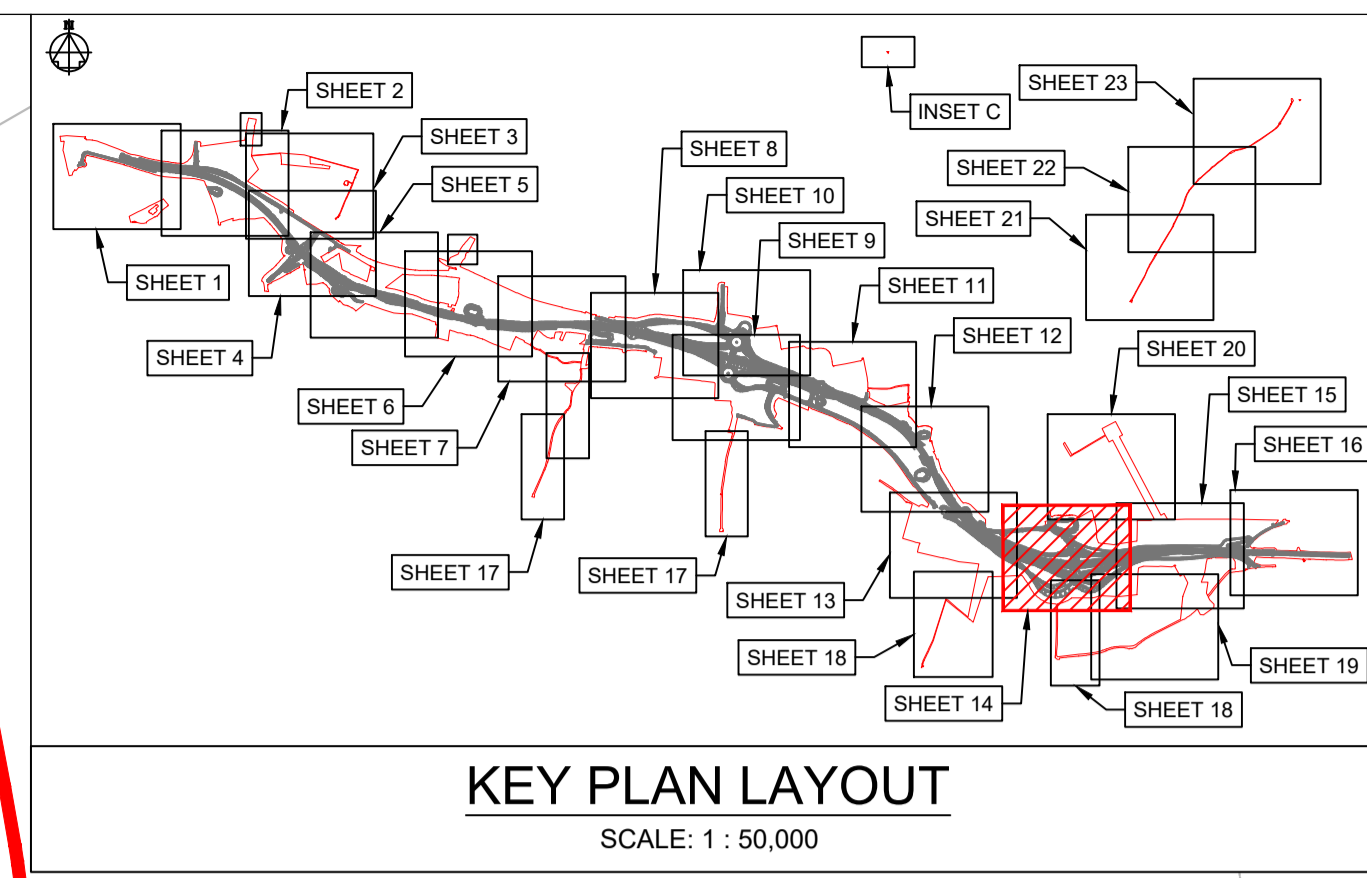 SHEET 2
SHEET 23
INSET C
SHEET 3
SHEET 8
SHEET 22
SHEET 5
SHEET 10
SHEET 21
SHEET 9
SHEET 1
SHEET 11
SHEET 12
SHEET 20
SHEET 4
SHEET 15
SHEET 6
SHEET 16
SHEET 7
SHEET 17
SHEET 17
SHEET 13
SHEET 18
SHEET 19
SHEET 14
SHEET 18
KEY PLAN LAYOUT
SCALE: 1 : 50,000